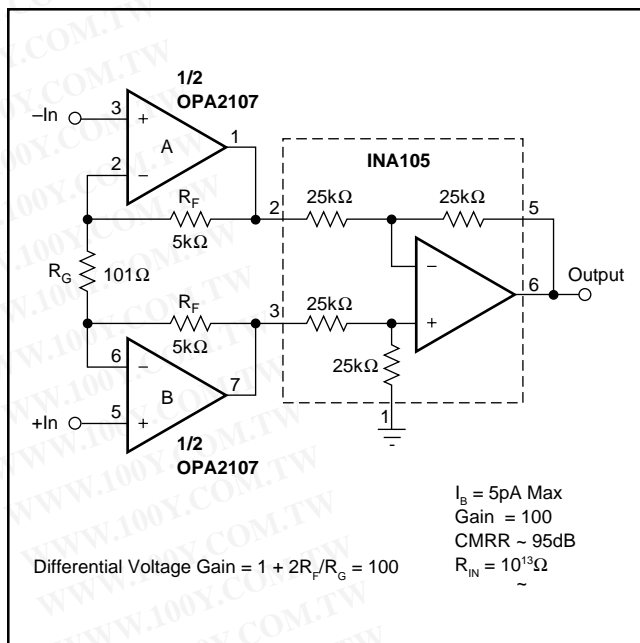 1/2
OPA2107
–In
3
+
A
1
2
–
INA105
R_F
5kΩ
2
25kΩ
25kΩ
5
R_G
101Ω
–
6
Output
R_F
5kΩ
3
25kΩ
+
25kΩ
6
–
B
7
1
+In
5
+
1/2
OPA2107
I_B = 5pA Max
Gain = 100
CMRR ~ 95dB
R_IN = 10¹³Ω
~
Differential Voltage Gain = 1 + 2R_F/R_G = 100
WWW.100Y.COM.TW